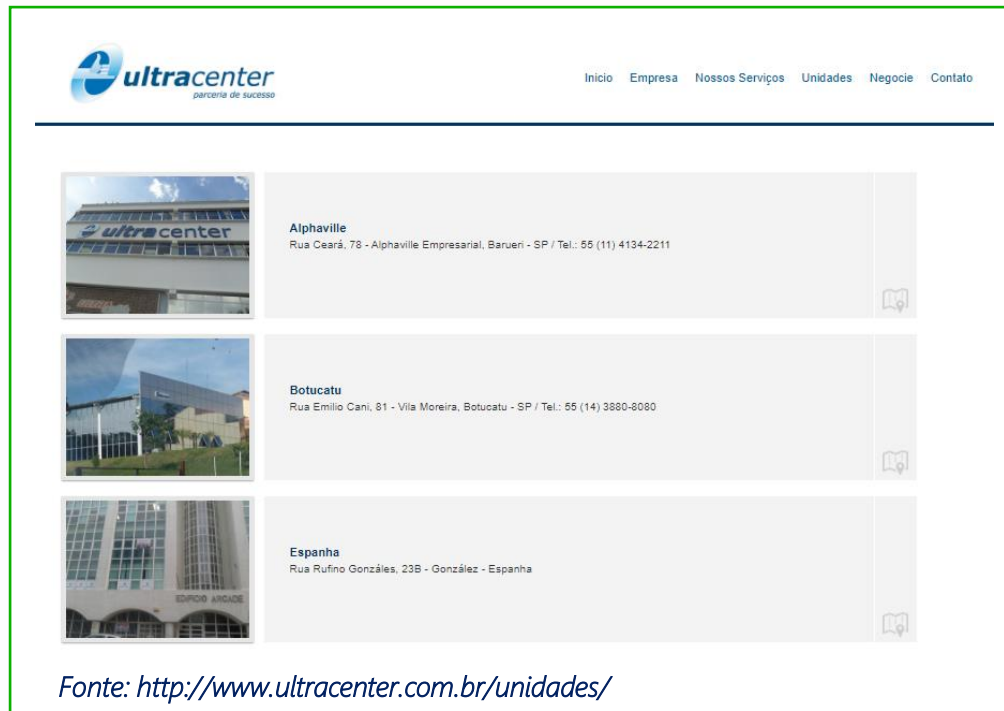 ultracenter
parceria de sucesso
Inicio Empresa Nossos Serviços Unidades Negocie Contato
ultracenter
Alphaville
Rua Ceará, 78 - Alphaville Empresarial, Barueri - SP / Tel.: 55 (11) 4134-2211
Botucatu
Rua Emilio Cani, 81 - Vila Moreira, Botucatu - SP / Tel.: 55 (14) 3880-8080
EDIFICIO ARCADE
Espanha
Rua Rufino Gonzáles, 23B - González - Espanha
Fonte: http://www.ultracenter.com.br/unidades/